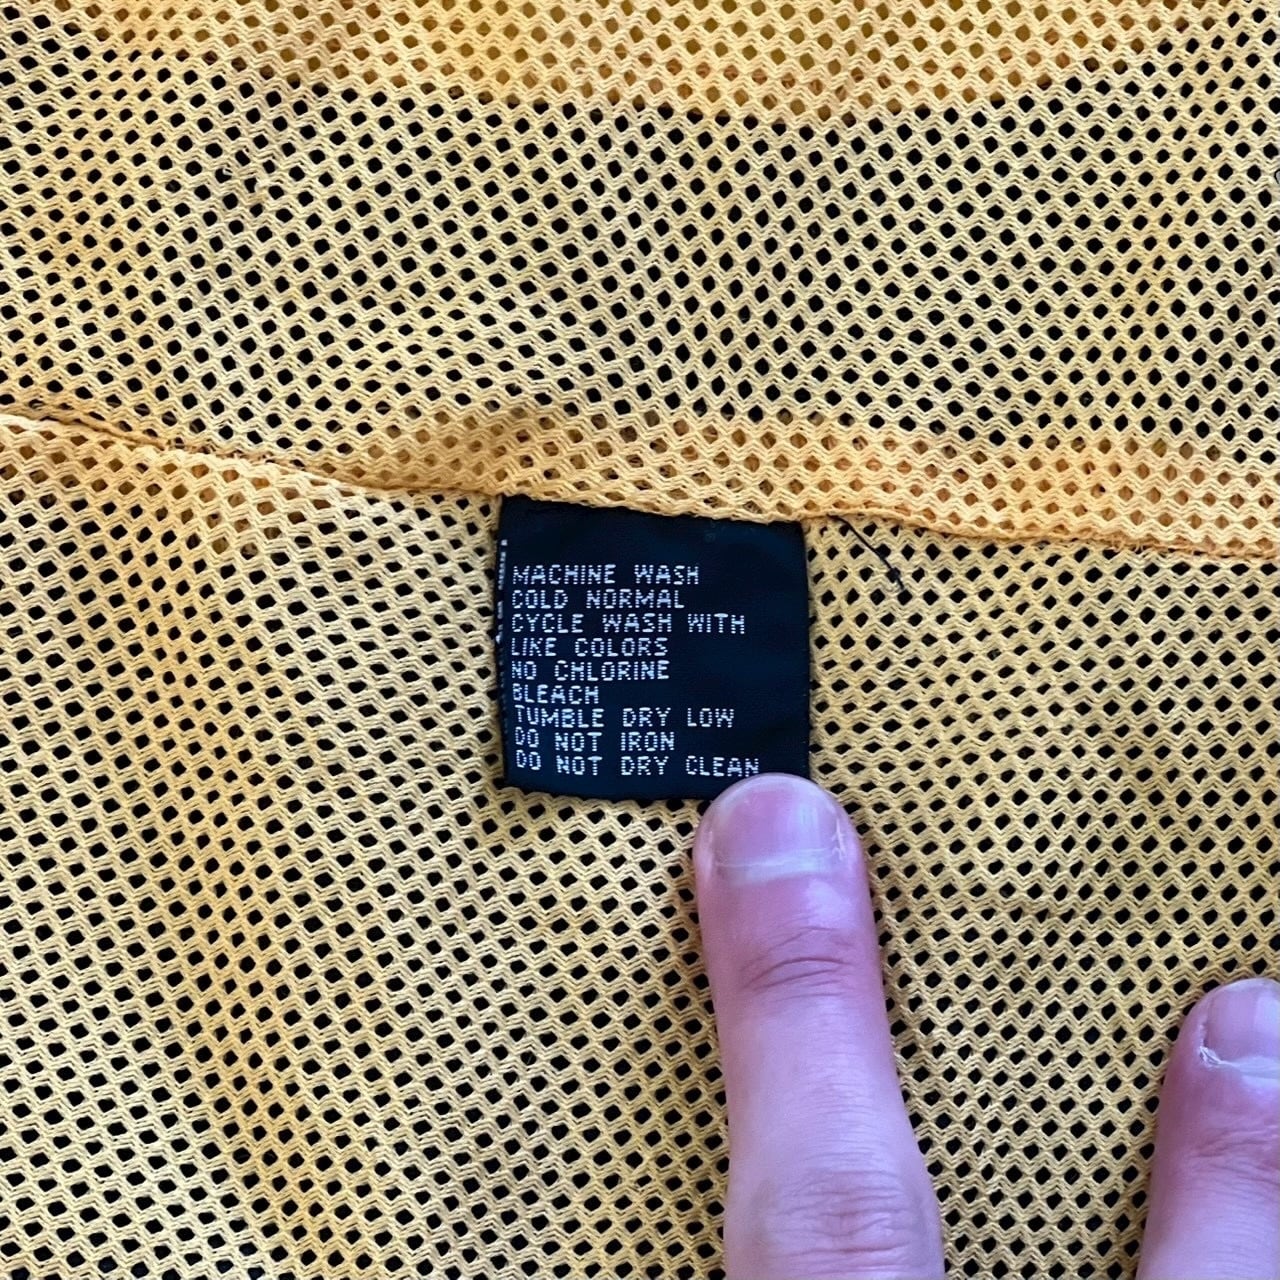 MACHINE WASH
COLD NORMAL
CYCLE WASH WITH
LIKE COLORS
NO CHLORINE
BLEACH
TUMBLE DRY LOW
DO NOT IRON
DO NOT DRY CLEAN